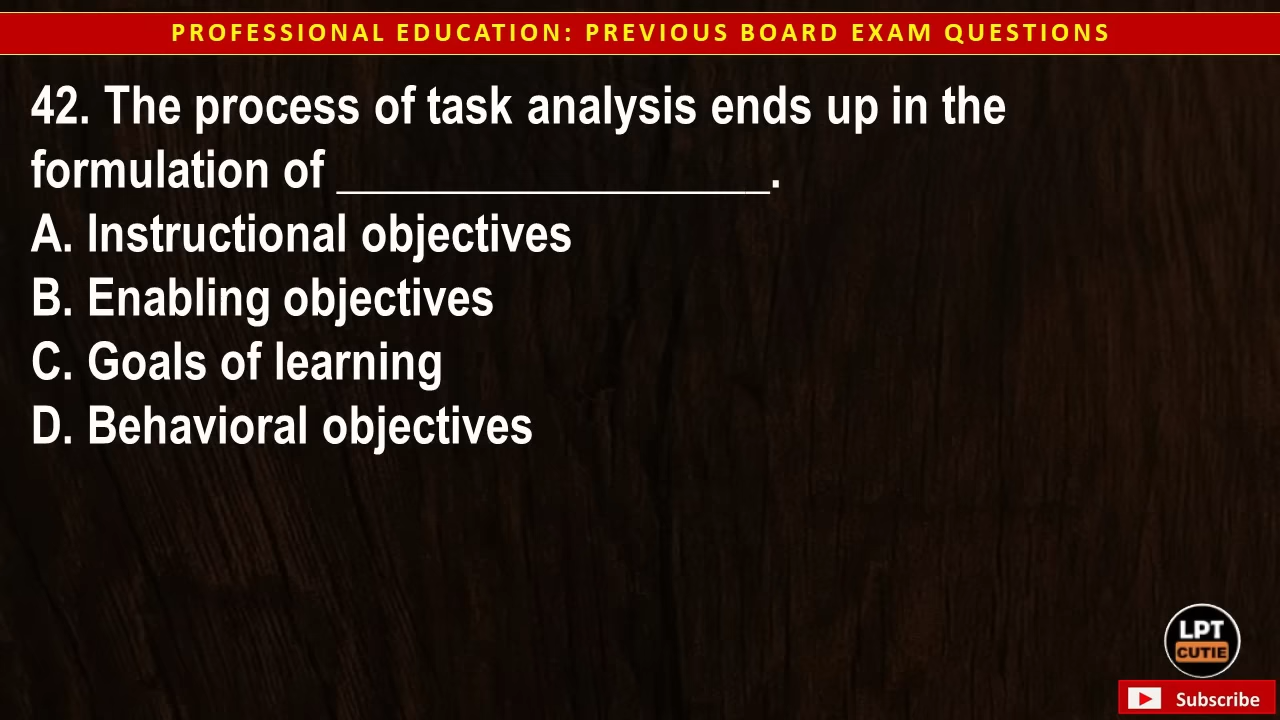 PROFESSIONAL EDUCATION: PREVIOUS BOARD EXAM QUESTIONS
42. The process of task analysis ends up in the
formulation of __________________.
A. Instructional objectives
B. Enabling objectives
C. Goals of learning
D. Behavioral objectives
LPT
CUTIE
Subscribe